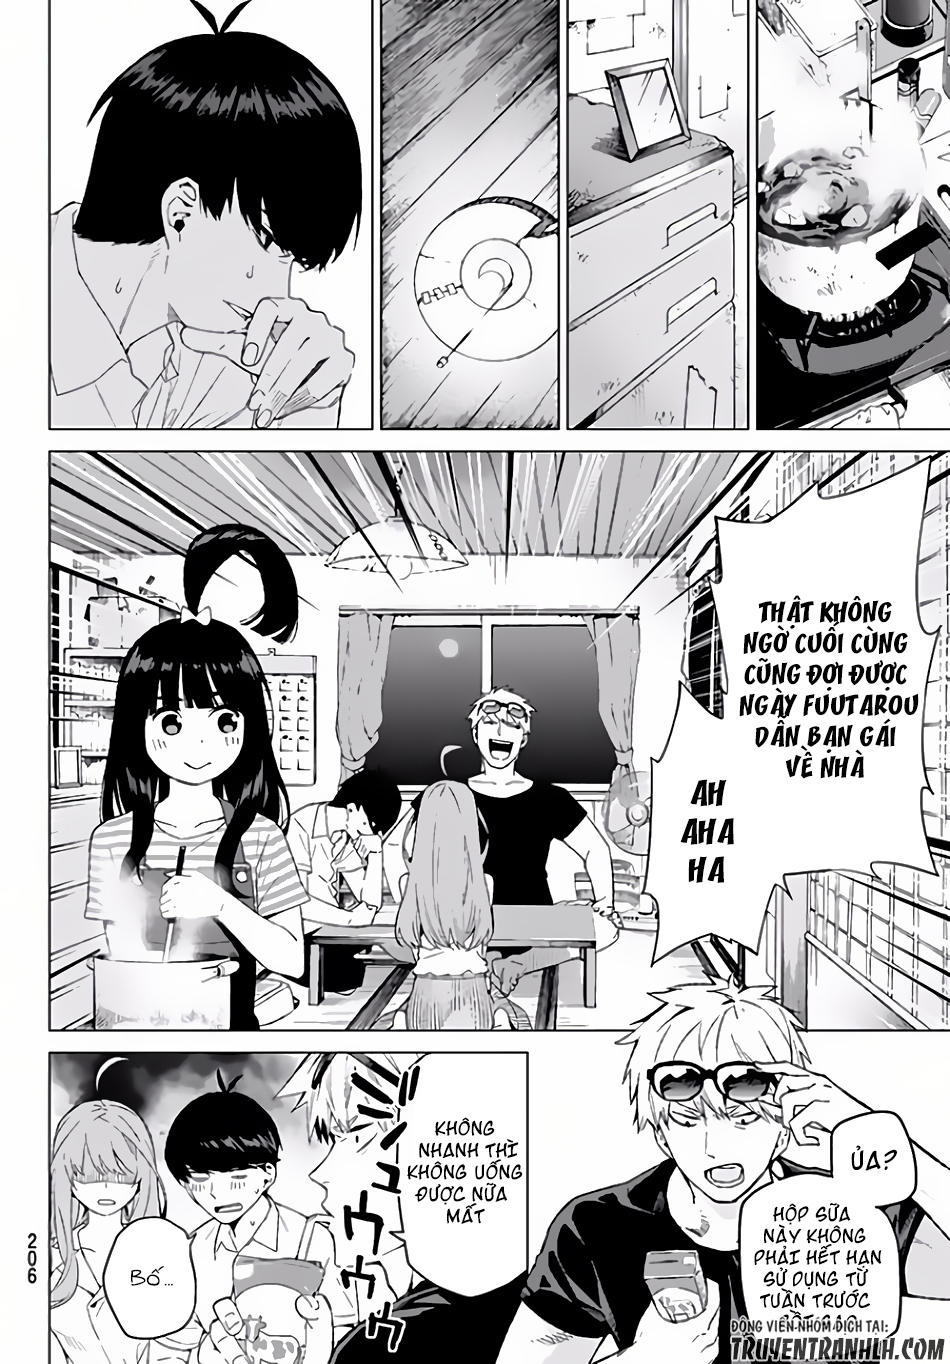 THẬT KHÔNG
NGỜ CUỐI CÙNG
CŨNG ĐỢI ĐƯỢC
NGÀY FUUTAROU
DẪN BẠN GÁI
VỀ NHÀ
AH
AHA
HA
ỦA?
HỘP SỮA
NÀY KHÔNG
PHẢI HẾT HẠN
SỬ DỤNG TỪ
TUẦN TRƯỚC
KHÔNG
NHANH THÌ
KHÔNG UỐNG
ĐƯỢC NỮA
MẤT
BỐ...
206
ĐỘNG VIÊN NHÓM DỊCH TẠI:
TRUYENTRANHLH.COM